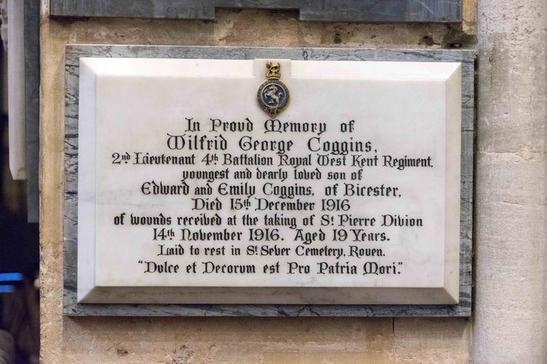 In Proud Memory of
Wilfrid George Coggins,
2nd Lieutenant 4th Battalion Royal West Kent Regiment,
youngest and dearly loved son of
Edward and Emily Coggins, of Bicester,
Died 15th December 1916
of wounds received at the taking of St Pierre Divion
14th November 1916. Aged 19 Years.
Laid to rest in St Sever Cemetery, Rouen.
"Dulce et Decorum est Pro Patria Mori."